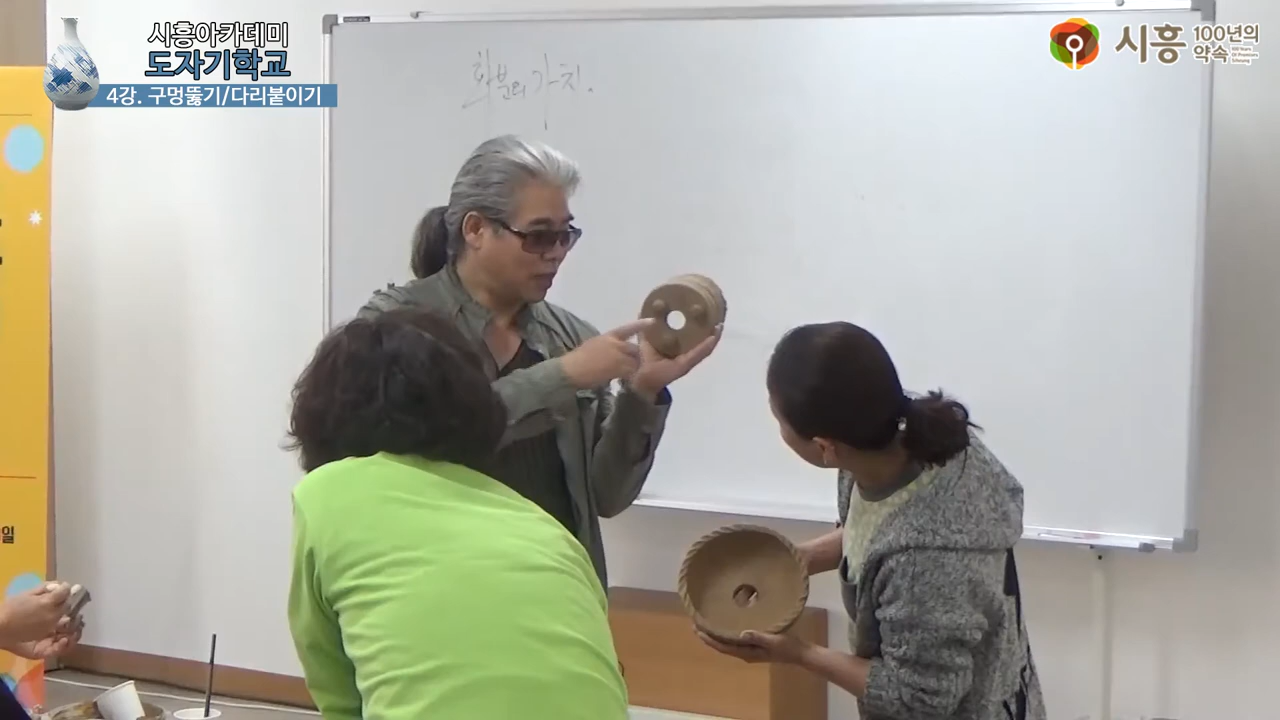 시흥아카데미
도자기학교
4강. 구멍뚫기/다리붙이기
시흥 100년의
약속
화분의 가치.
일